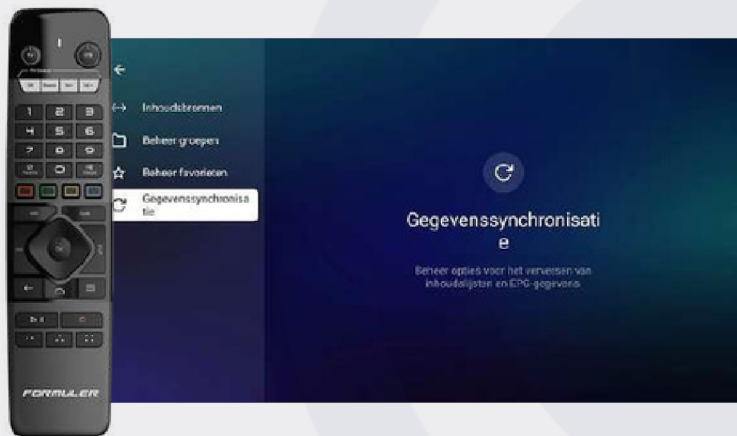 Inhoudsbronnen
Beheer groepen
Beheer favorieten
Gegevenssynchronisa
tie
Gegevenssynchronisati
e
Beheer opties voor het verversen van
inhoudslijsten en EPG-gegevens
1 2 3
4 5 6
7 8 9
0
FORMULER